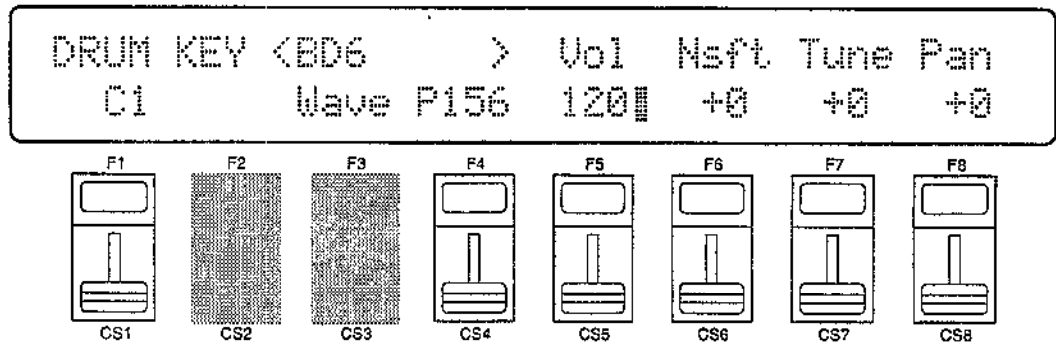 DRUM KEY <BD6 > Vol Nsft Tune Pan
C1 Wave P156 120 +0 +0 +0
F1 F2 F3 F4 F5 F6 F7 F8
CS1 CS2 CS3 CS4 CS5 CS6 CS7 CS8